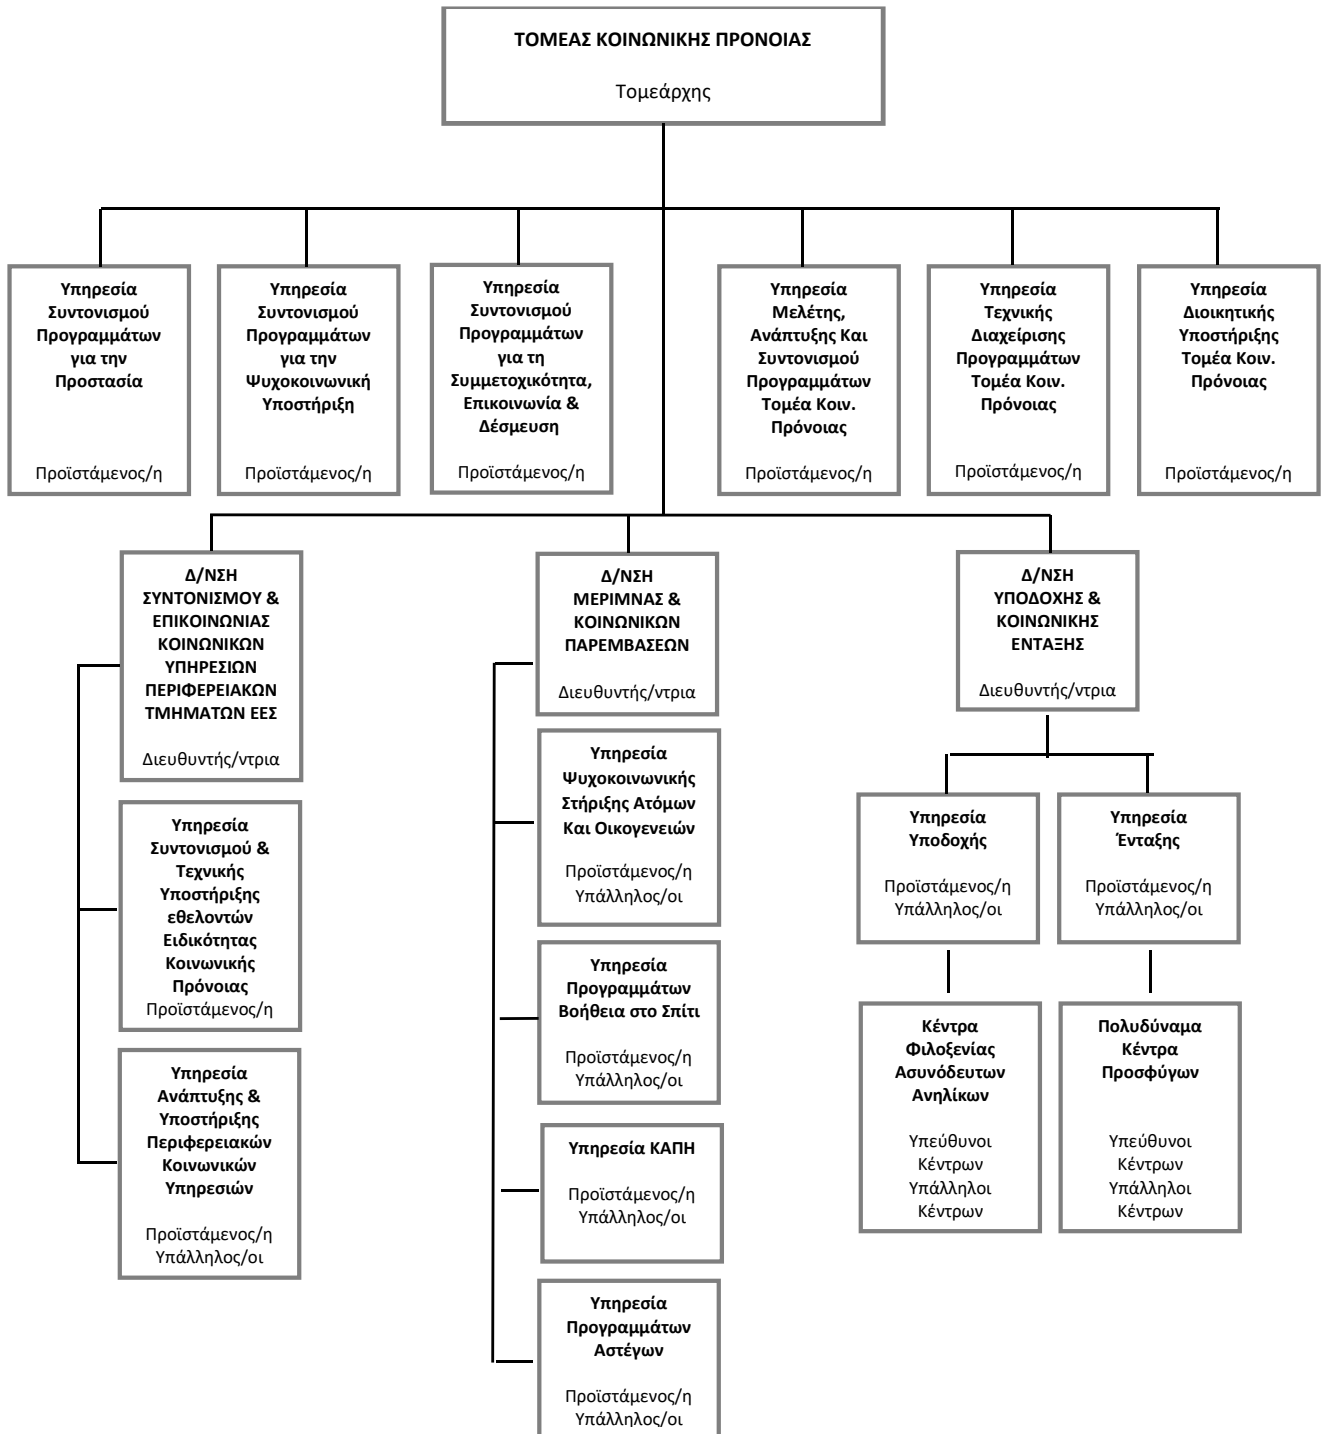 ΤΟΜΕΑΣ ΚΟΙΝΩΝΙΚΗΣ ΠΡΟΝΟΙΑΣ
Τομεάρχης
Υπηρεσία
Συντονισμού
Προγραμμάτων
για την
Προστασία
Προϊστάμενος/η
Υπηρεσία
Συντονισμού
Προγραμμάτων
για την
Ψυχοκοινωνική
Υποστήριξη
Προϊστάμενος/η
Υπηρεσία
Συντονισμού
Προγραμμάτων
για τη
Συμμετοχικότητα,
Επικοινωνία &
Δέσμευση
Προϊστάμενος/η
Υπηρεσία
Μελέτης,
Ανάπτυξης Και
Συντονισμού
Προγραμμάτων
Τομέα Κοιν.
Πρόνοιας
Προϊστάμενος/η
Υπηρεσία
Τεχνικής
Διαχείρισης
Προγραμμάτων
Τομέα Κοιν.
Πρόνοιας
Προϊστάμενος/η
Υπηρεσία
Διοικητικής
Υποστήριξης
Τομέα Κοιν.
Πρόνοιας
Προϊστάμενος/η
Δ/ΝΣΗ
ΣΥΝΤΟΝΙΣΜΟΥ &
ΕΠΙΚΟΙΝΩΝΙΑΣ
ΚΟΙΝΩΝΙΚΩΝ
ΥΠΗΡΕΣΙΩΝ
ΠΕΡΙΦΕΡΕΙΑΚΩΝ
ΤΜΗΜΑΤΩΝ ΕΕΣ
Διευθυντής/ντρια
Υπηρεσία
Συντονισμού &
Τεχνικής
Υποστήριξης
εθελοντών
Ειδικότητας
Κοινωνικής
Πρόνοιας
Προϊστάμενος/η
Υπηρεσία
Ανάπτυξης &
Υποστήριξης
Περιφερειακών
Κοινωνικών
Υπηρεσιών
Προϊστάμενος/η
Υπάλληλος/οι
Δ/ΝΣΗ
ΜΕΡΙΜΝΑΣ &
ΚΟΙΝΩΝΙΚΩΝ
ΠΑΡΕΜΒΑΣΕΩΝ
Διευθυντής/ντρια
Υπηρεσία
Ψυχοκοινωνικής
Στήριξης Ατόμων
Και Οικογενειών
Προϊστάμενος/η
Υπάλληλος/οι
Υπηρεσία
Προγραμμάτων
Βοήθεια στο Σπίτι
Προϊστάμενος/η
Υπάλληλος/οι
Υπηρεσία ΚΑΠΗ
Προϊστάμενος/η
Υπάλληλος/οι
Υπηρεσία
Προγραμμάτων
Αστέγων
Προϊστάμενος/η
Υπάλληλος/οι
Δ/ΝΣΗ
ΥΠΟΔΟΧΗΣ &
ΚΟΙΝΩΝΙΚΗΣ
ΕΝΤΑΞΗΣ
Διευθυντής/ντρια
Υπηρεσία
Υποδοχής
Προϊστάμενος/η
Υπάλληλος/οι
Υπηρεσία
Ένταξης
Προϊστάμενος/η
Υπάλληλος/οι
Κέντρα
Φιλοξενίας
Ασυνόδευτων
Ανηλίκων
Υπεύθυνοι
Κέντρων
Υπάλληλοι
Κέντρων
Πολυδύναμα
Κέντρα
Προσφύγων
Υπεύθυνοι
Κέντρων
Υπάλληλοι
Κέντρων